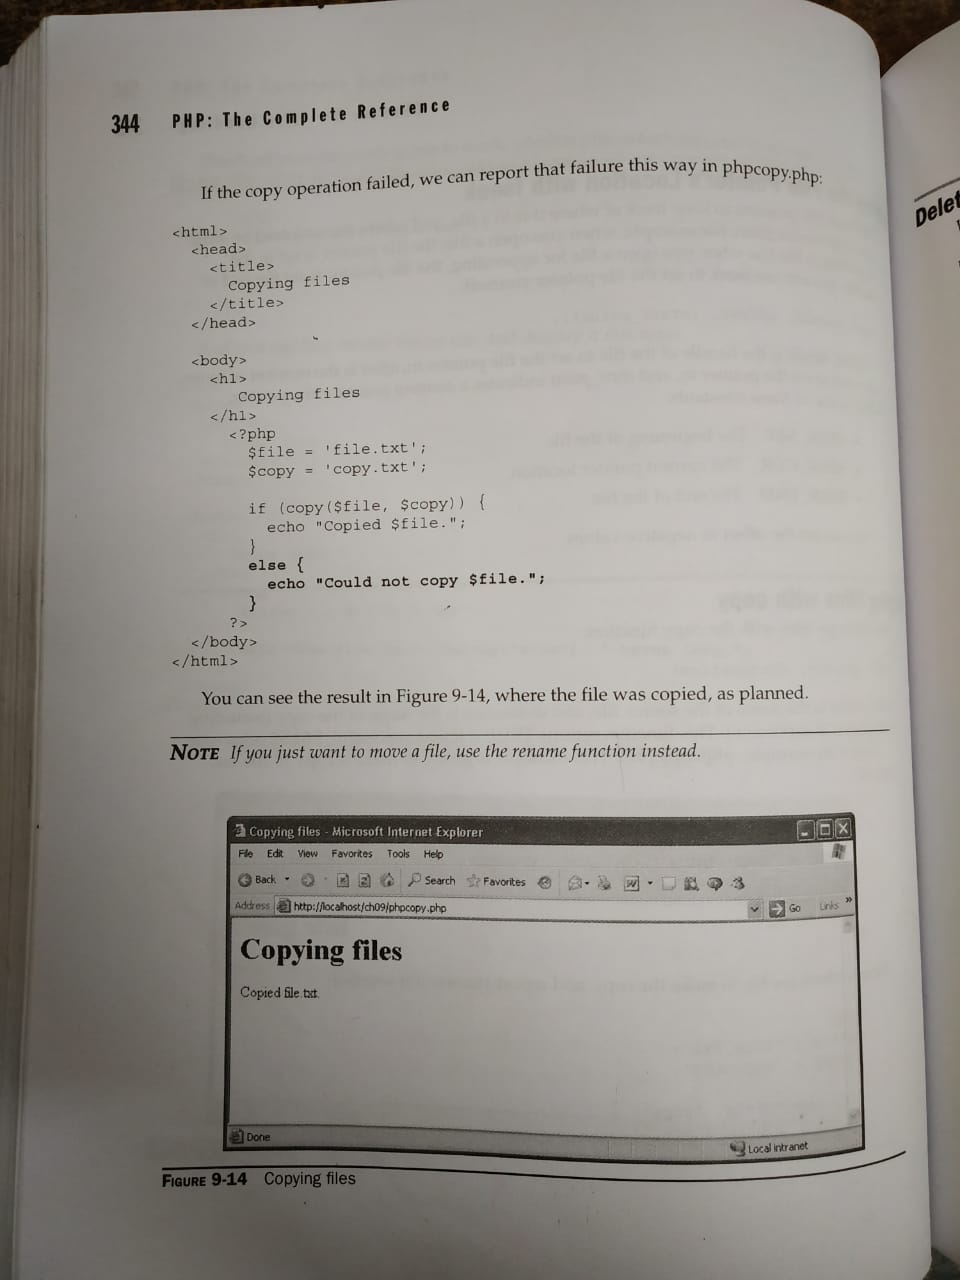 344 PHP: The Complete Reference
If the copy operation failed, we can report that failure this way in phpcopy.php:
<html>
<head>
<title>
Copying files
</title>
</head>
<body>
<h1>
Copying files
</h1>
<?php
$file = 'file.txt';
$copy = 'copy.txt';
if (copy($file, $copy)) {
echo "Copied $file.";
}
else {
echo "Could not copy $file.";
}
?>
</body>
</html>
You can see the result in Figure 9-14, where the file was copied, as planned.
NOTE If you just want to move a file, use the rename function instead.
Copying files - Microsoft Internet Explorer
File Edit View Favorites Tools Help
Back Search Favorites
Address http://localhost/ch09/phpcopy.php Go Links »
Copying files
Copied file.txt.
Done Local intranet
FIGURE 9-14 Copying files
Delet